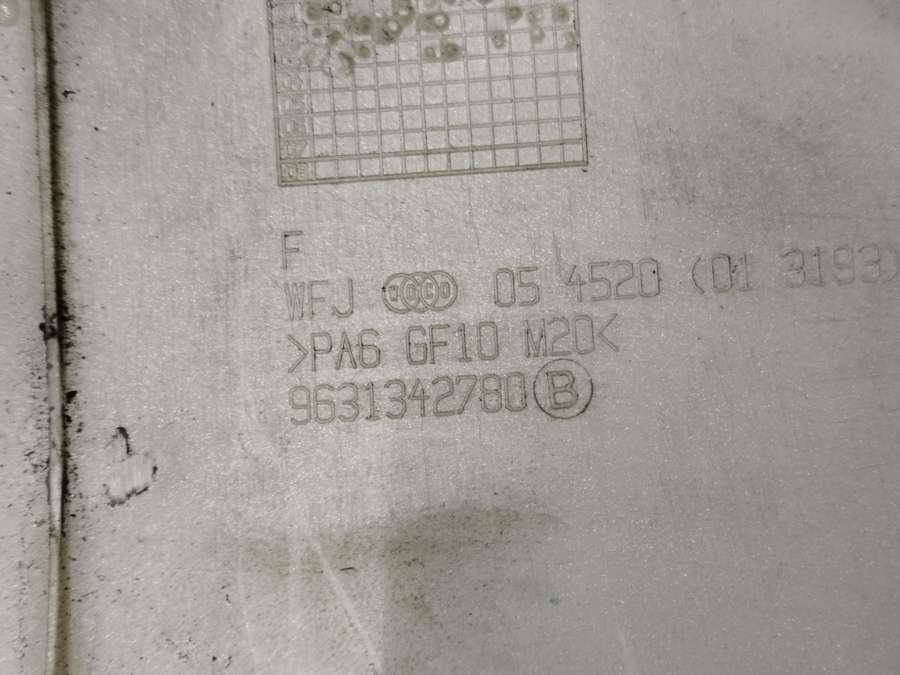 F
WFJ 05 4520 (01 3193)
>PA6 GF10 M20<
9631342780 B